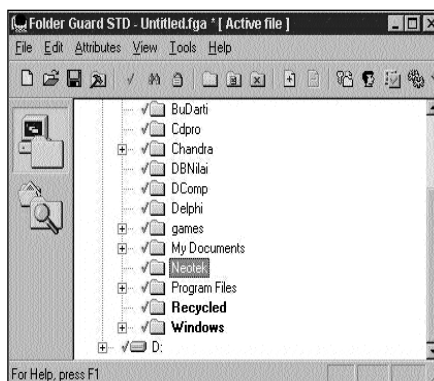 Folder Guard STD - Untitled.fga * [ Active file ]
File Edit Attributes View Tools Help
BuDarti
Cdpro
Chandra
DBNilai
DComp
Delphi
games
My Documents
Neotek
Program Files
Recycled
Windows
D:
For Help, press F1